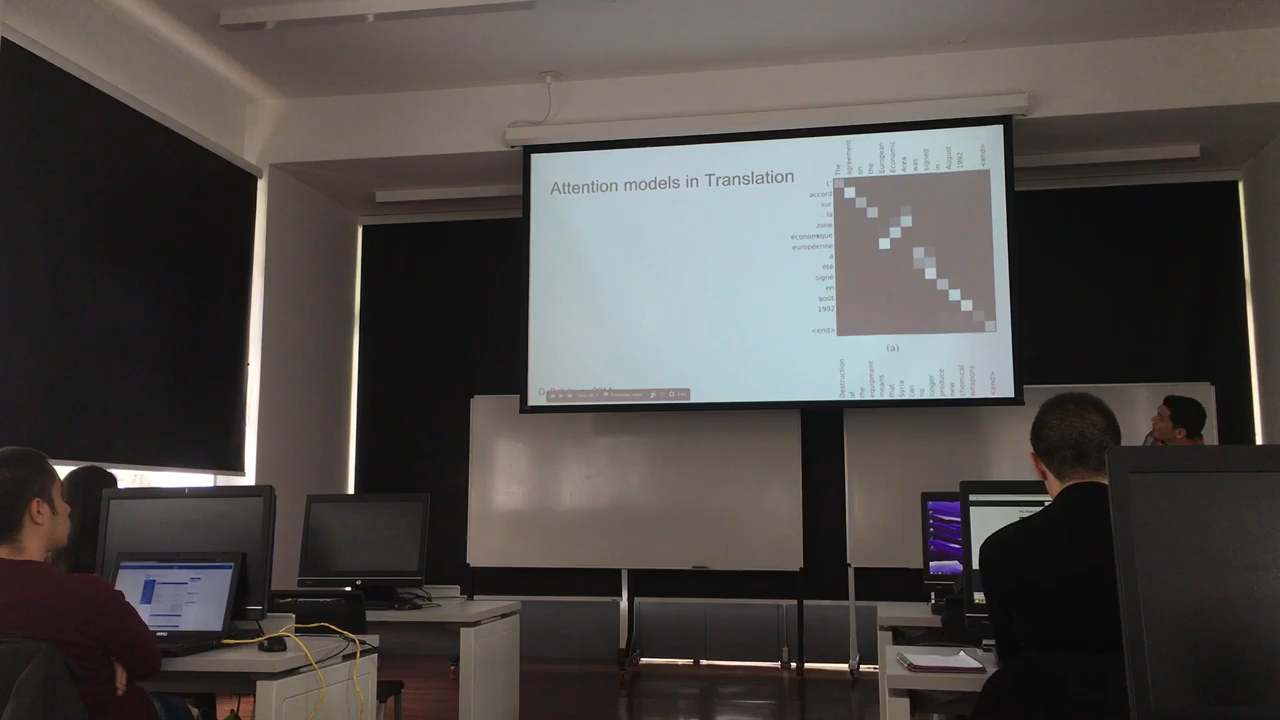 Attention models in Translation
The
agreement
on
the
European
Economic
Area
was
signed
in
August
1992
<end>
L'
accord
sur
la
zone
économique
européenne
a
été
signé
en
août
1992
<end>
(a)
Destruction
of
the
equipment
means
that
Syria
can
no
longer
produce
new
chemical
weapons
<end>
msi